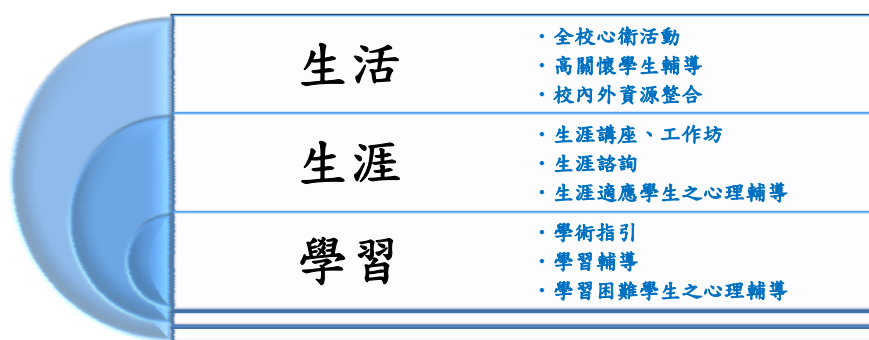 生活
・全校心衛活動
・高關懷學生輔導
・校內外資源整合
生涯
・生涯講座、工作坊
・生涯諮詢
・生涯適應學生之心理輔導
學習
・學術指引
・學習輔導
・學習困難學生之心理輔導